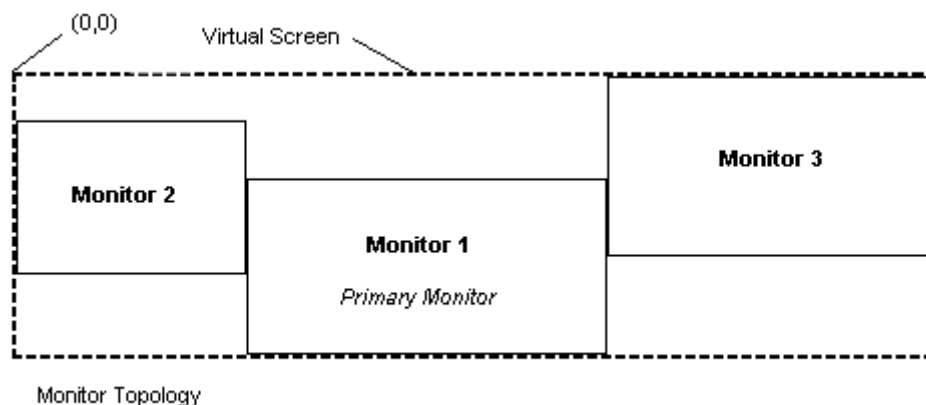 (0,0)
Virtual Screen
Monitor 3
Monitor 2
Monitor 1
Primary Monitor
Monitor Topology